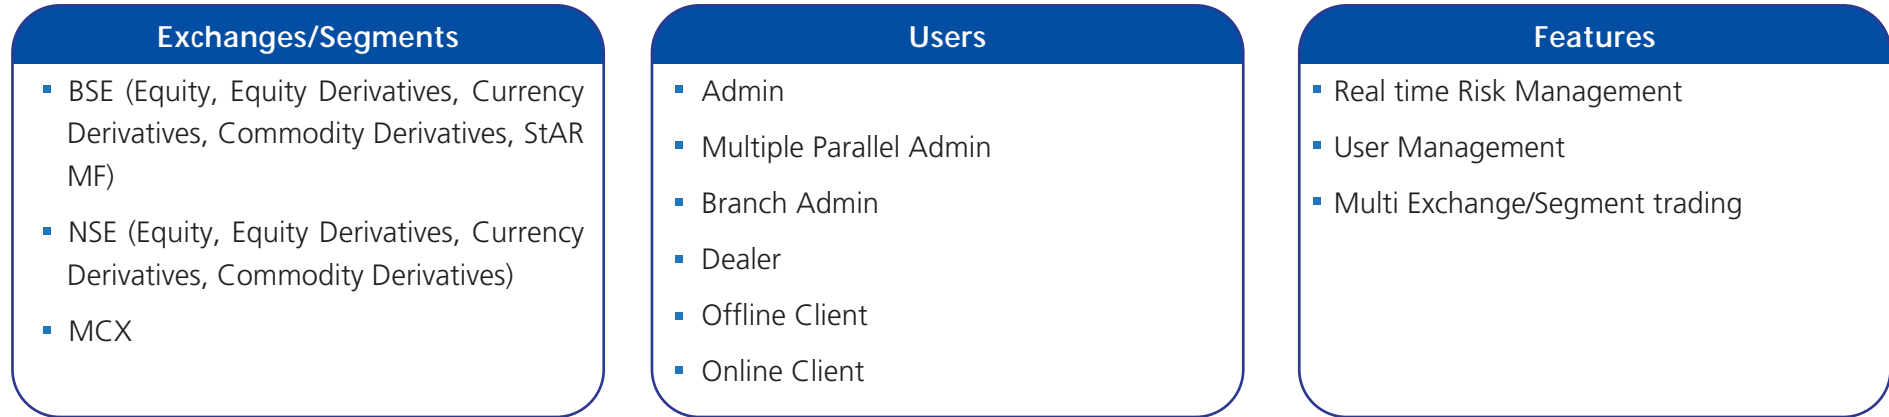 Exchanges/Segments
BSE (Equity, Equity Derivatives, Currency
Derivatives, Commodity Derivatives, StAR
MF)
NSE (Equity, Equity Derivatives, Currency
Derivatives, Commodity Derivatives)
MCX
Users
Admin
Multiple Parallel Admin
Branch Admin
Dealer
Offline Client
Online Client
Features
Real time Risk Management
User Management
Multi Exchange/Segment trading